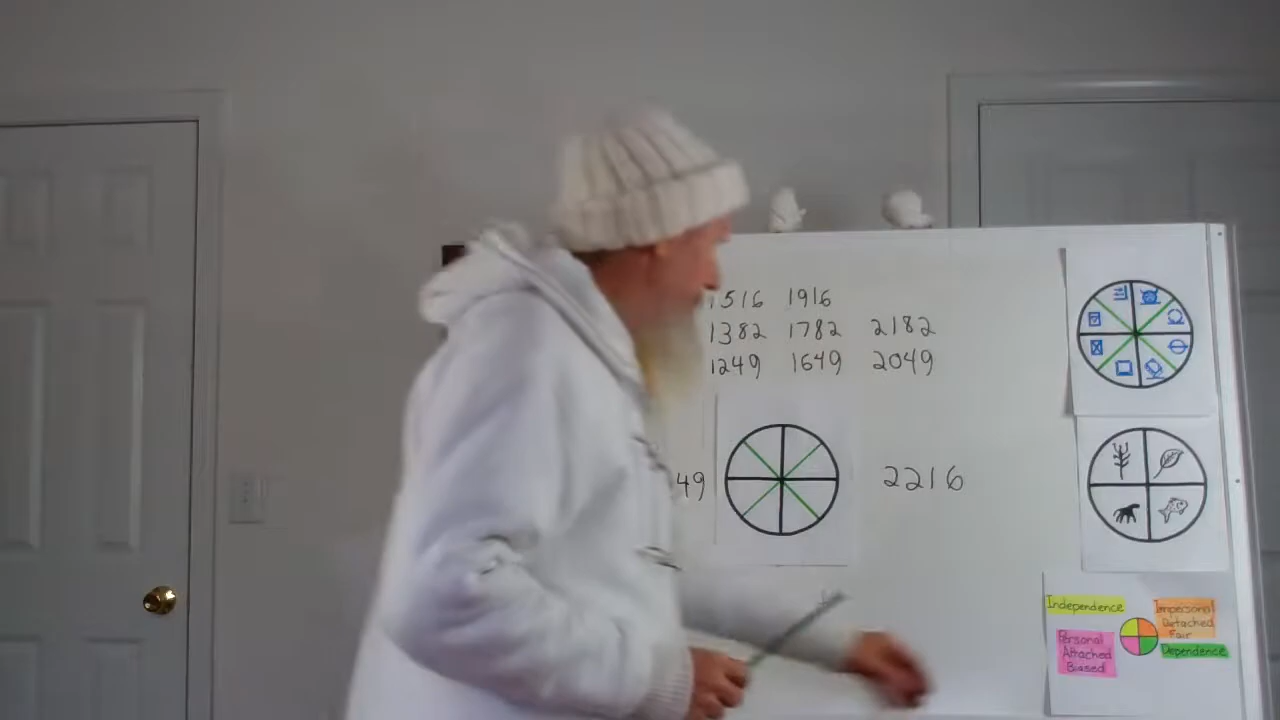 1516 1916
1382 1782 2182
1249 1649 2049
49
2216
Independence
Impersonal
Detached
Fair
Personal
Attached
Biased
Dependence